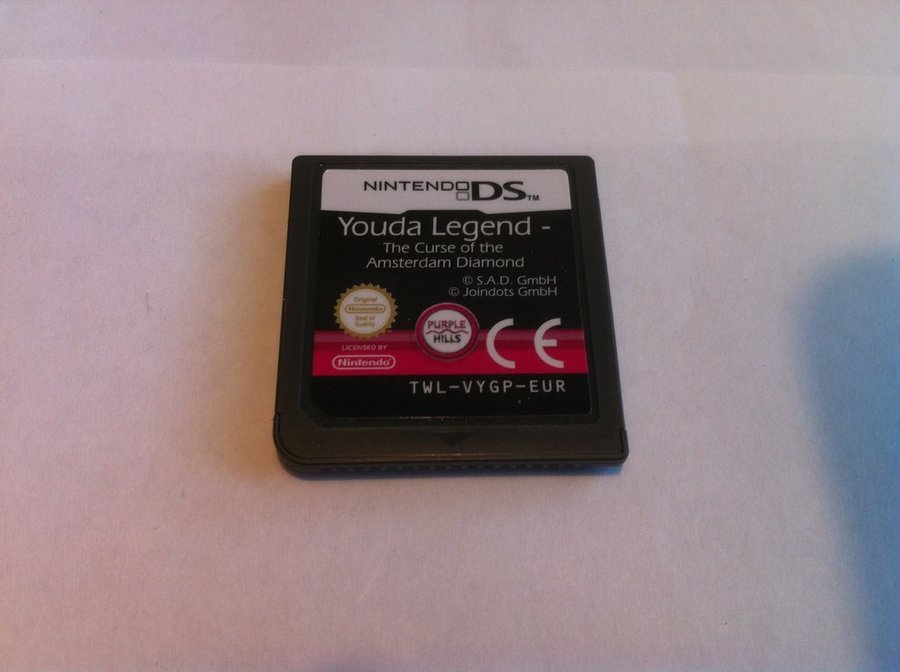 NINTENDO DS™
Youda Legend -
The Curse of the
Amsterdam Diamond
© S.A.D. GmbH
© Joindots GmbH
Original
Nintendo
Seal of
Quality
LICENSED BY
Nintendo
PURPLE
HILLS
CE
TWL-VYGP-EUR